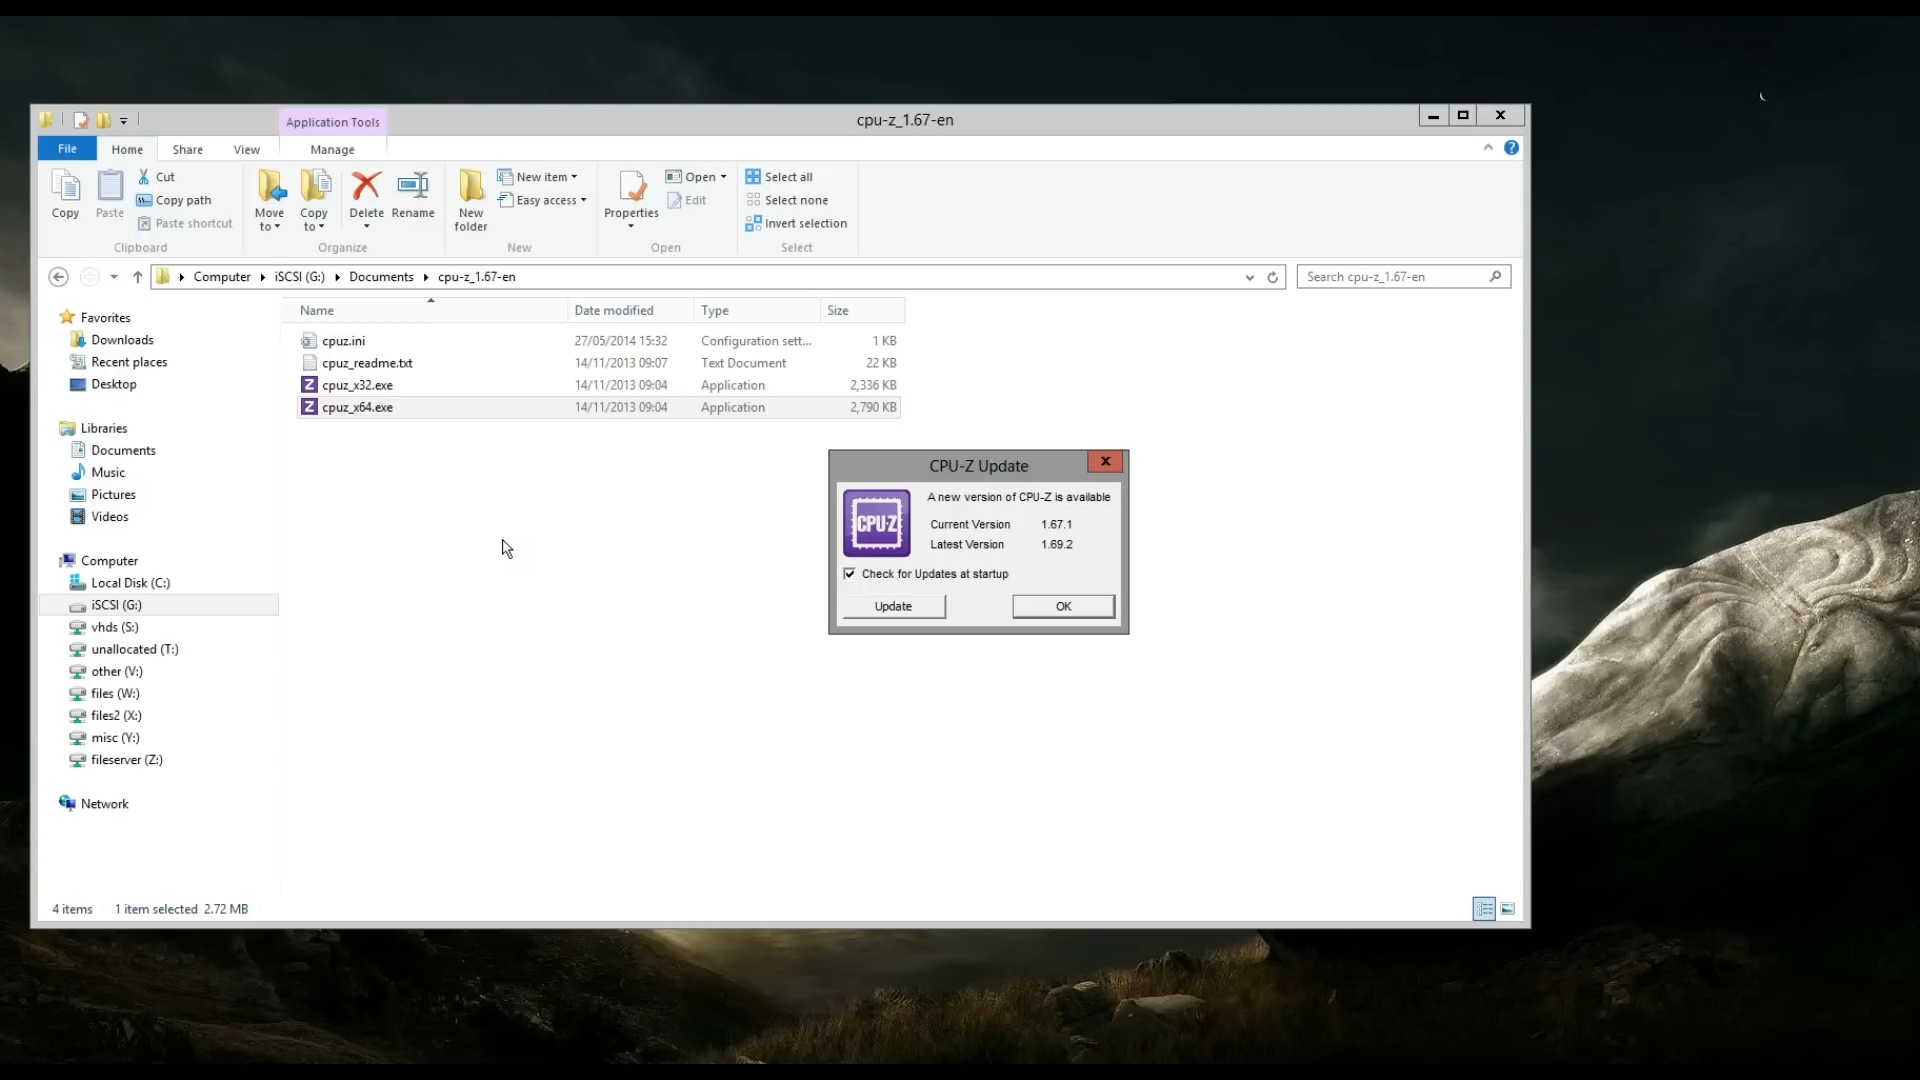 Application Tools
cpu-z_1.67-en
File Home Share View Manage
Copy
Paste
Cut
Copy path
Paste shortcut
Clipboard
Move to
Copy to
Delete
Rename
Organize
New folder
New item
Easy access
New
Properties
Open
Edit
Open
Select all
Select none
Invert selection
Select
Computer iSCSI (G:) Documents cpu-z_1.67-en
Search cpu-z_1.67-en
Favorites
Downloads
Recent places
Desktop
Libraries
Documents
Music
Pictures
Videos
Computer
Local Disk (C:)
iSCSI (G:)
vhds (S:)
unallocated (T:)
other (V:)
files (W:)
files2 (X:)
misc (Y:)
fileserver (Z:)
Network
Name Date modified Type Size
cpuz.ini 27/05/2014 15:32 Configuration sett... 1 KB
cpuz_readme.txt 14/11/2013 09:07 Text Document 22 KB
Z cpuz_x32.exe 14/11/2013 09:04 Application 2,336 KB
Z cpuz_x64.exe 14/11/2013 09:04 Application 2,790 KB
CPU-Z Update
x
CPU-Z
A new version of CPU-Z is available
Current Version 1.67.1
Latest Version 1.69.2
Check for Updates at startup
Update OK
4 items 1 item selected 2.72 MB